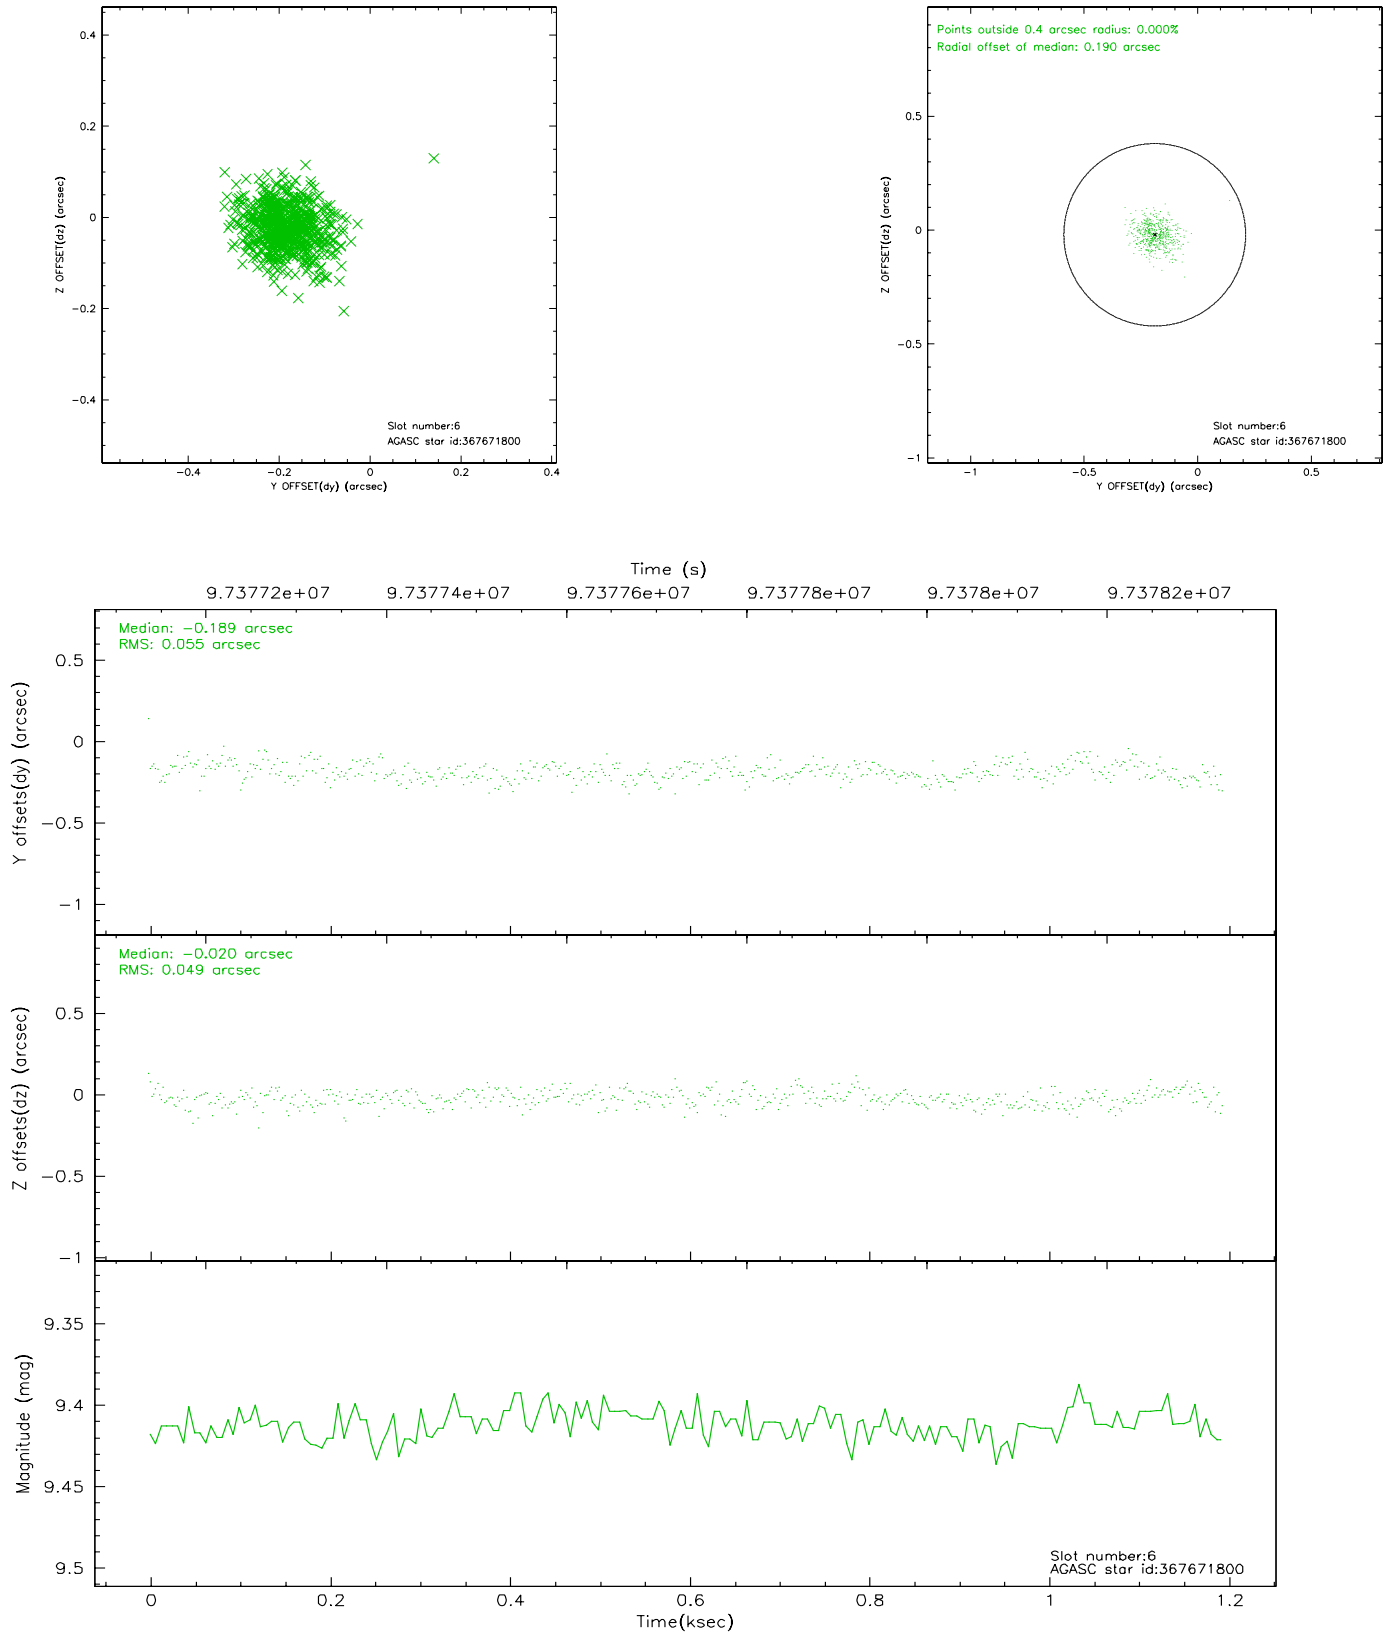 0.4
0.2
0
−0.2
−0.4
Z OFFSET(dz) (arcsec)
Slot number:6
AGASC star id:367671800
−0.4 −0.2 0 0.2 0.4
Y OFFSET(dy) (arcsec)
Points outside 0.4 arcsec radius: 0.000%
Radial offset of median: 0.190 arcsec
0.5
0
−0.5
−1
Z OFFSET(dz) (arcsec)
Slot number:6
AGASC star id:367671800
−1 −0.5 0 0.5
Y OFFSET(dy) (arcsec)
Time (s)
9.73772e+07 9.73774e+07 9.73776e+07 9.73778e+07 9.7378e+07 9.73782e+07
Median: −0.189 arcsec
RMS: 0.055 arcsec
0.5
0
−0.5
−1
Y offsets(dy) (arcsec)
Median: −0.020 arcsec
RMS: 0.049 arcsec
0.5
0
−0.5
−1
Z offsets(dz) (arcsec)
9.35
9.4
9.45
9.5
Magnitude (mag)
Slot number:6
AGASC star id:367671800
0 0.2 0.4 0.6 0.8 1 1.2
Time(ksec)